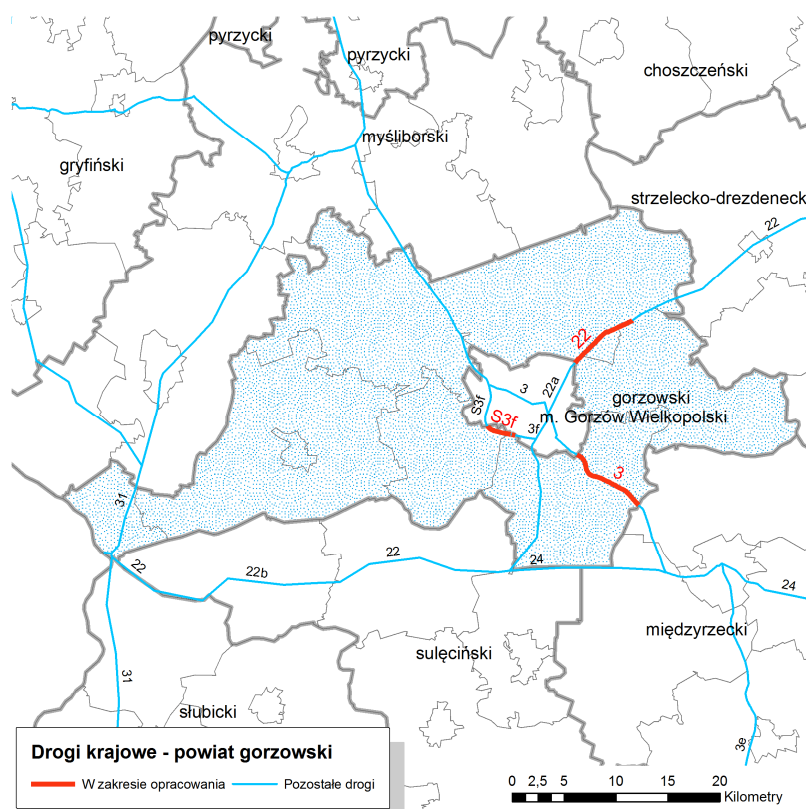 pyrzycki
pyrzycki
choszczeński
myśliborski
gryfiński
strzelecko-drezdeneck
22
22
3
22a
S3f
gorzowski
S3f
3f
m. Gorzów Wielkopolski
3
31
22
22b
22
24
24
międzyrzecki
sulęciński
31
słubicki
3e
Drogi krajowe - powiat gorzowski
W zakresie opracowania Pozostałe drogi
0 2,5 5 10 15 20
Kilometry